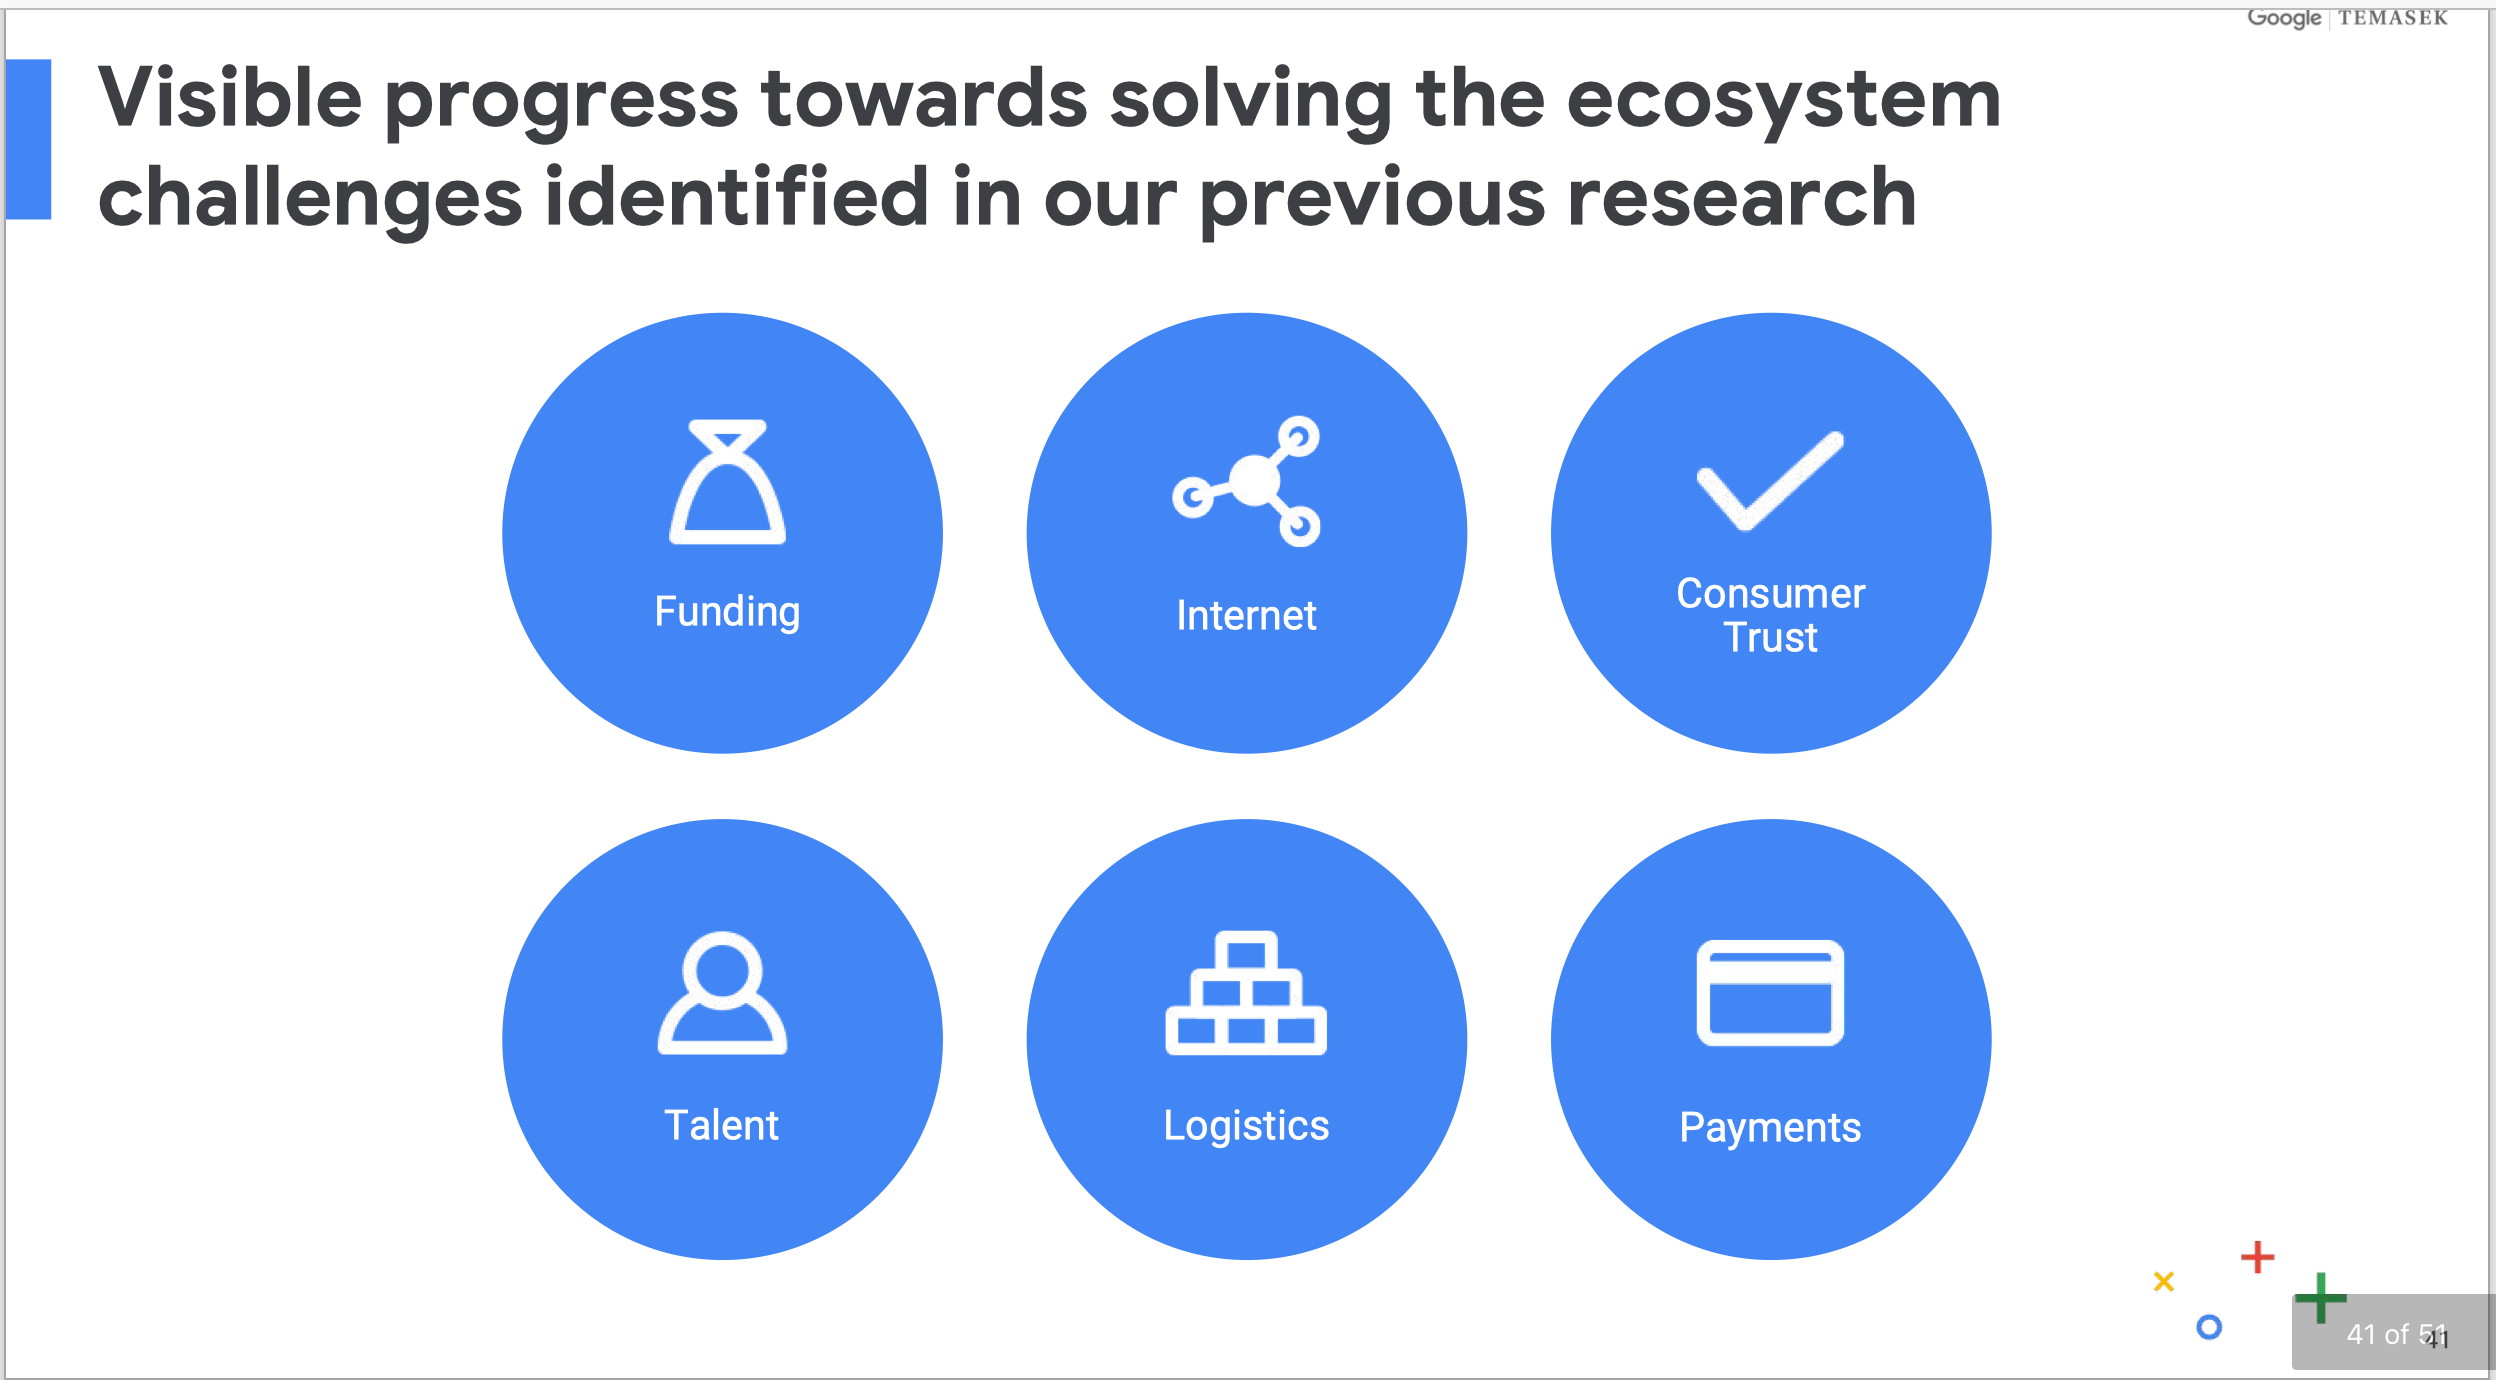 Google | TEMASEK
Visible progress towards solving the ecosystem
challenges identified in our previous research
Funding
Internet
Consumer
Trust
Talent
Logistics
Payments
41 of 51
41